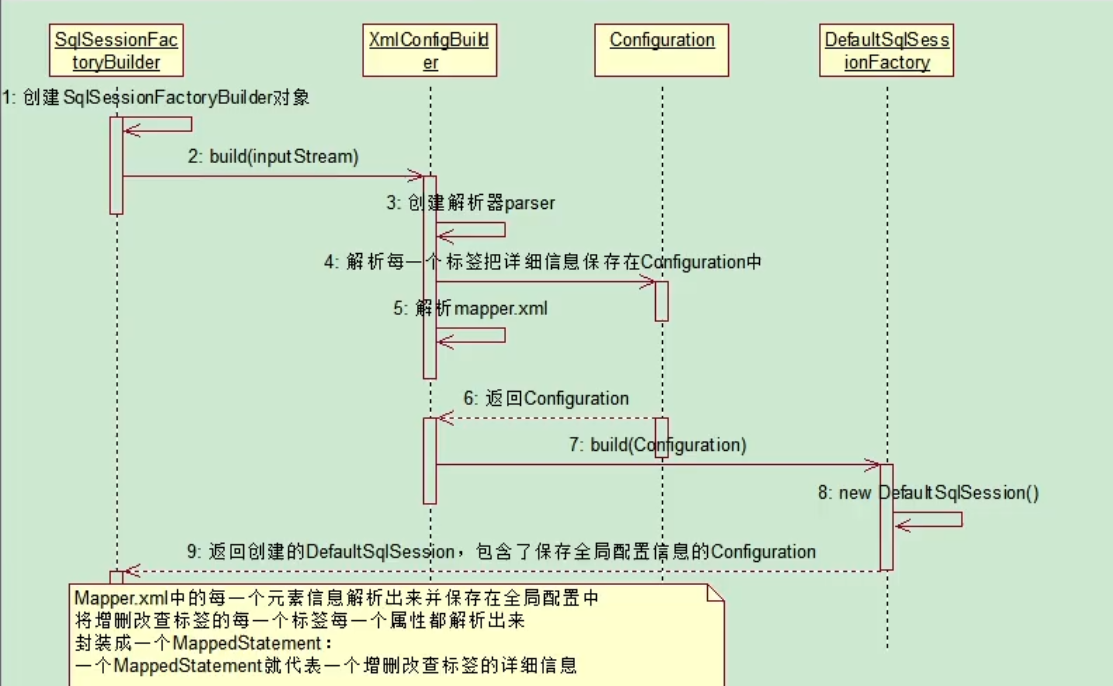 SqlSessionFac
toryBuilder
XmlConfigBuild
er
Configuration
DefaultSqlSess
ionFactory
1: 创建SqlSessionFactoryBuilder对象
2: build(inputStream)
3: 创建解析器parser
4: 解析每一个标签把详细信息保存在Configuration中
5: 解析mapper.xml
6: 返回Configuration
7: build(Configuration)
8: new DefaultSqlSession()
9: 返回创建的DefaultSqlSession，包含了保存全局配置信息的Configuration
Mapper.xml中的每一个元素信息解析出来并保存在全局配置中
将增删改查标签的每一个标签每一个属性都解析出来
封装成一个MappedStatement：
一个MappedStatement就代表一个增删改查标签的详细信息